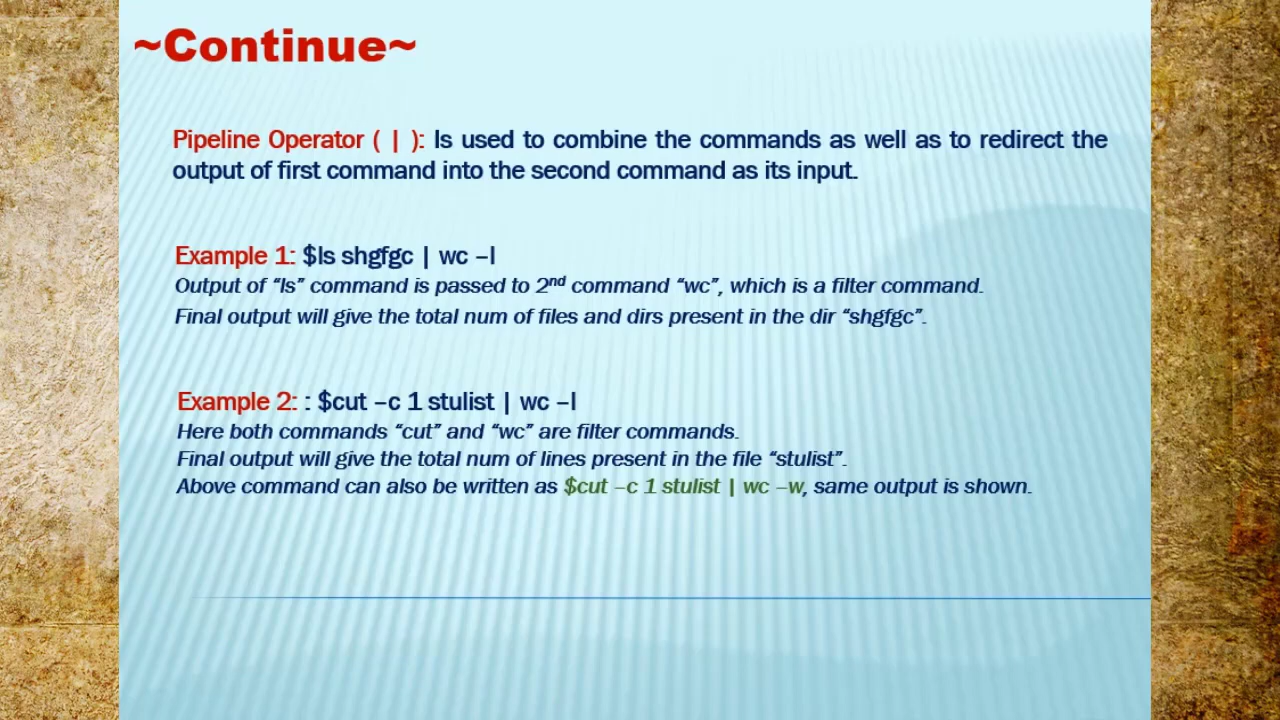 ~Continue~
Pipeline Operator ( | ): Is used to combine the commands as well as to redirect the
output of first command into the second command as its input.
Example 1: $ls shgfgc | wc –l
Output of “ls” command is passed to 2nd command “wc”, which is a filter command.
Final output will give the total num of files and dirs present in the dir “shgfgc”.
Example 2: : $cut –c 1 stulist | wc –l
Here both commands “cut” and “wc” are filter commands.
Final output will give the total num of lines present in the file “stulist”.
Above command can also be written as $cut –c 1 stulist | wc –w, same output is shown.